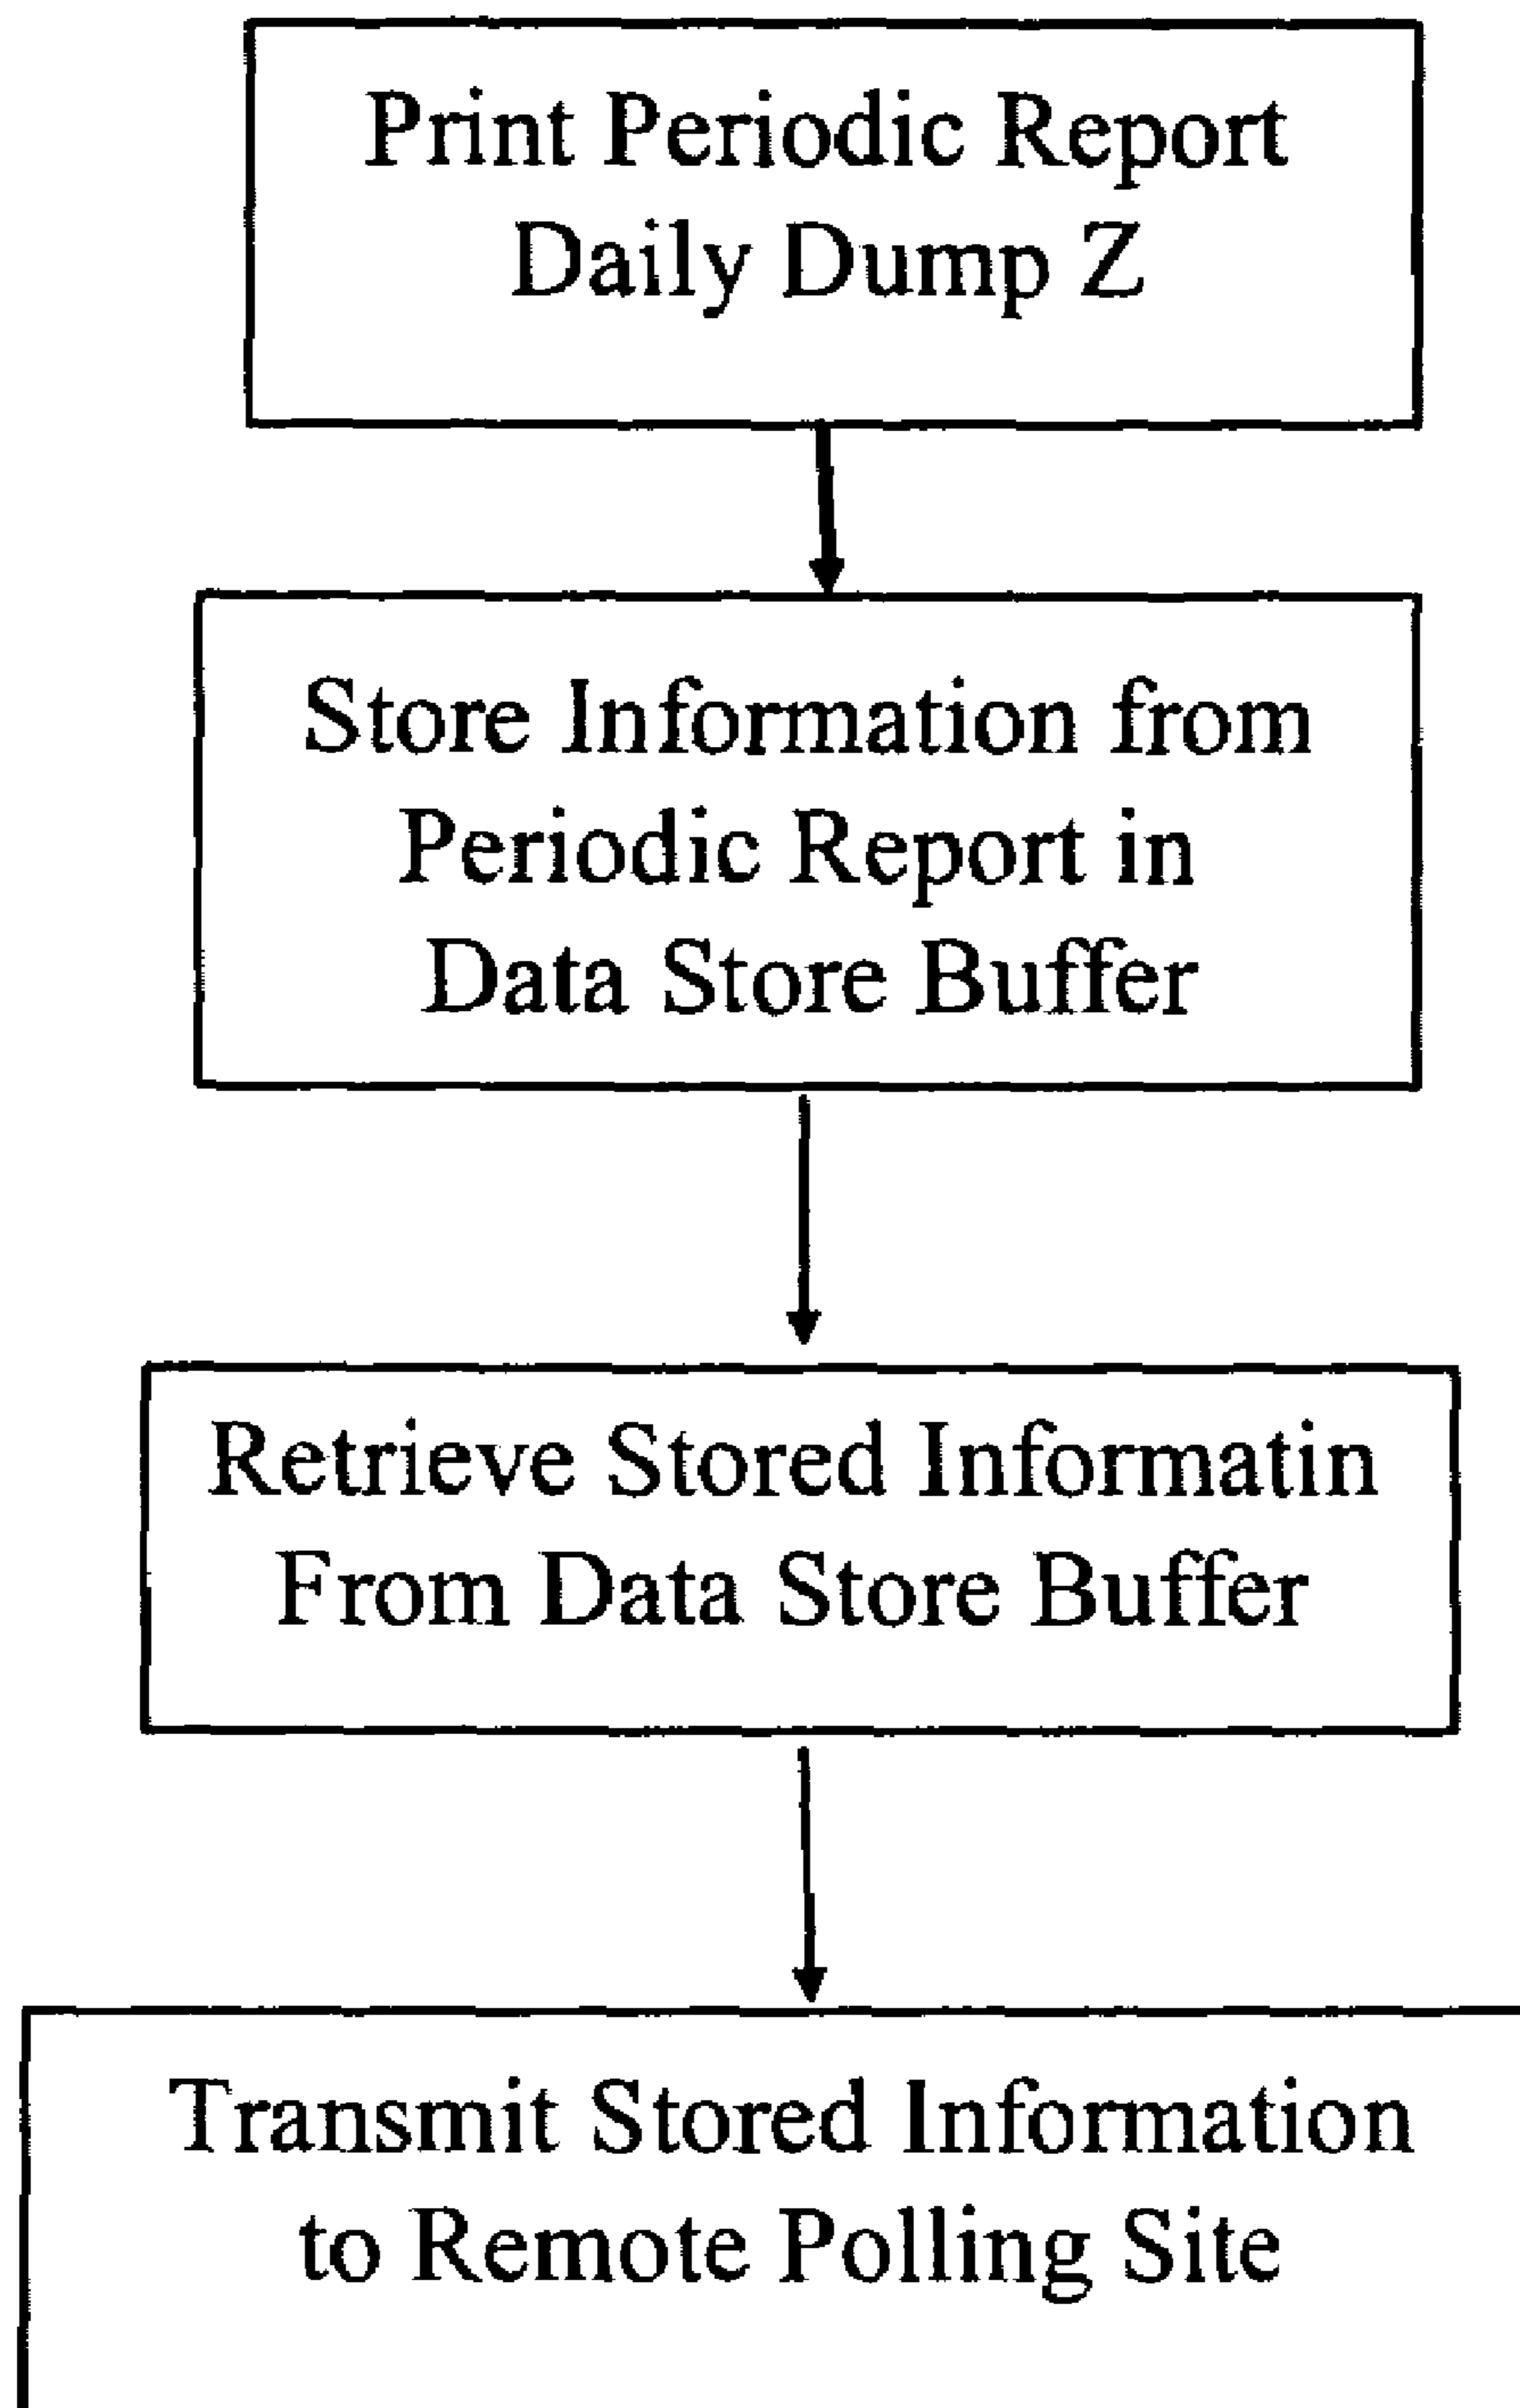 Print Periodic Report
Daily Dump Z
Store Information from
Periodic Report in
Data Store Buffer
Retrieve Stored Informatin
From Data Store Buffer
Transmit Stored Information
to Remote Polling Site